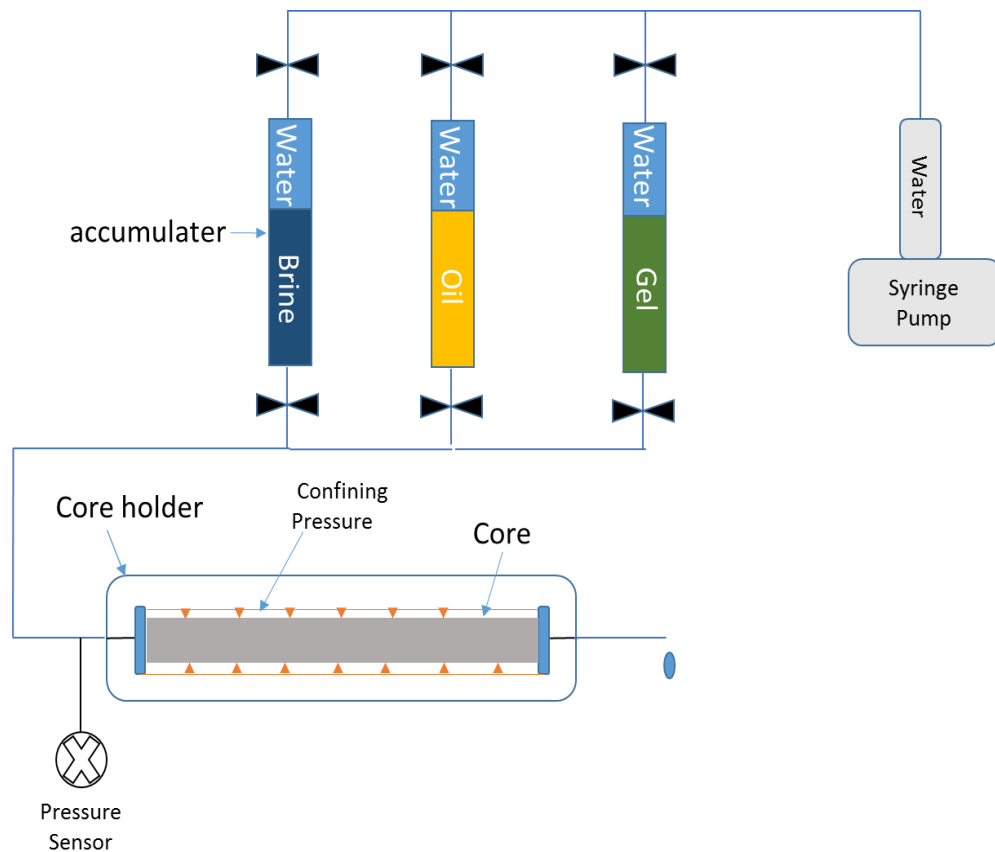 Water
Water
Water
Water
accumulater
Brine
Oil
Gel
Syringe
Pump
Confining
Pressure
Core holder
Core
Pressure
Sensor